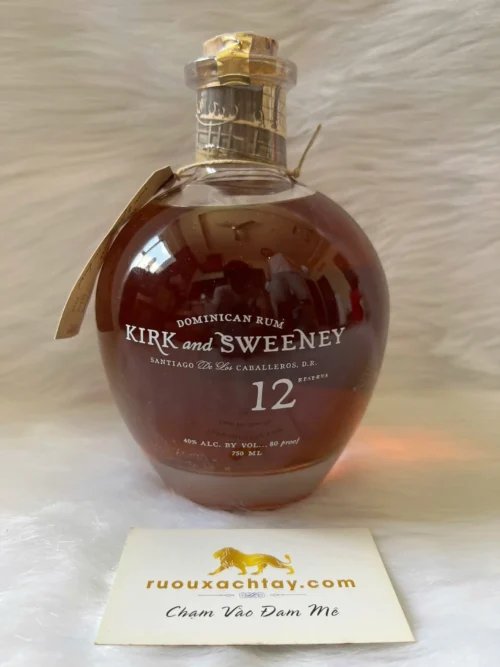 DOMINICAN RUM
KIRK and SWEENEY
SANTIAGO De Los CABALLEROS, D.R.
12 RESERVA
40% ALC. BY VOL... 80 proof
750 ML
ruouxachtay.com
Chạm Vào Đam Mê